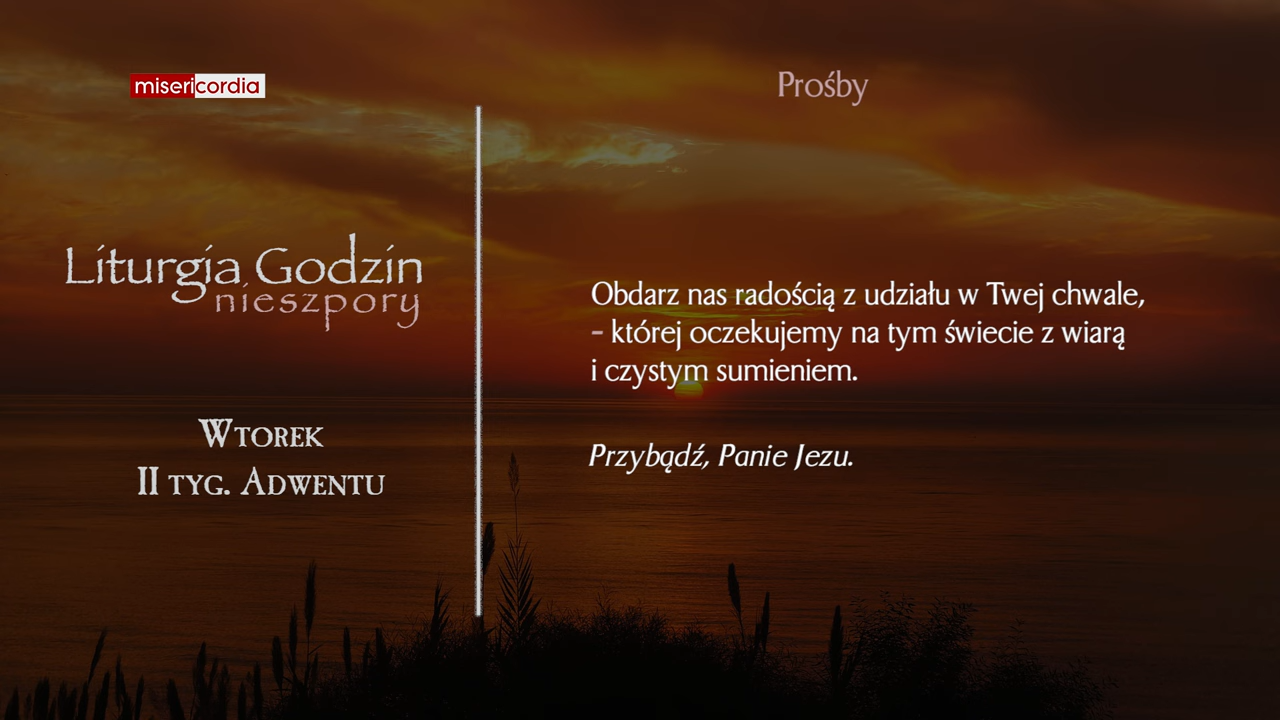 misericordia
Liturgia Godzin
nieszpory
Wtorek
II tyg. Adwentu
Prośby
Obdarz nas radością z udziału w Twej chwale,
- której oczekujemy na tym świecie z wiarą
i czystym sumieniem.
Przybądź, Panie Jezu.